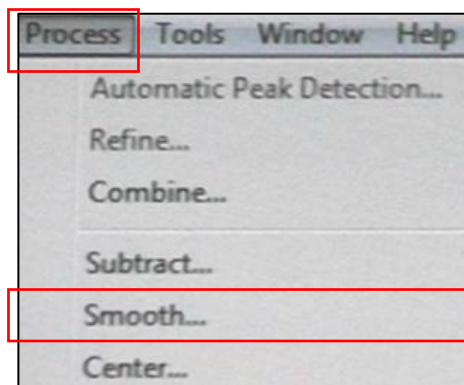 Process Tools Window Help
Automatic Peak Detection...
Refine...
Combine...
Subtract...
Smooth...
Center...